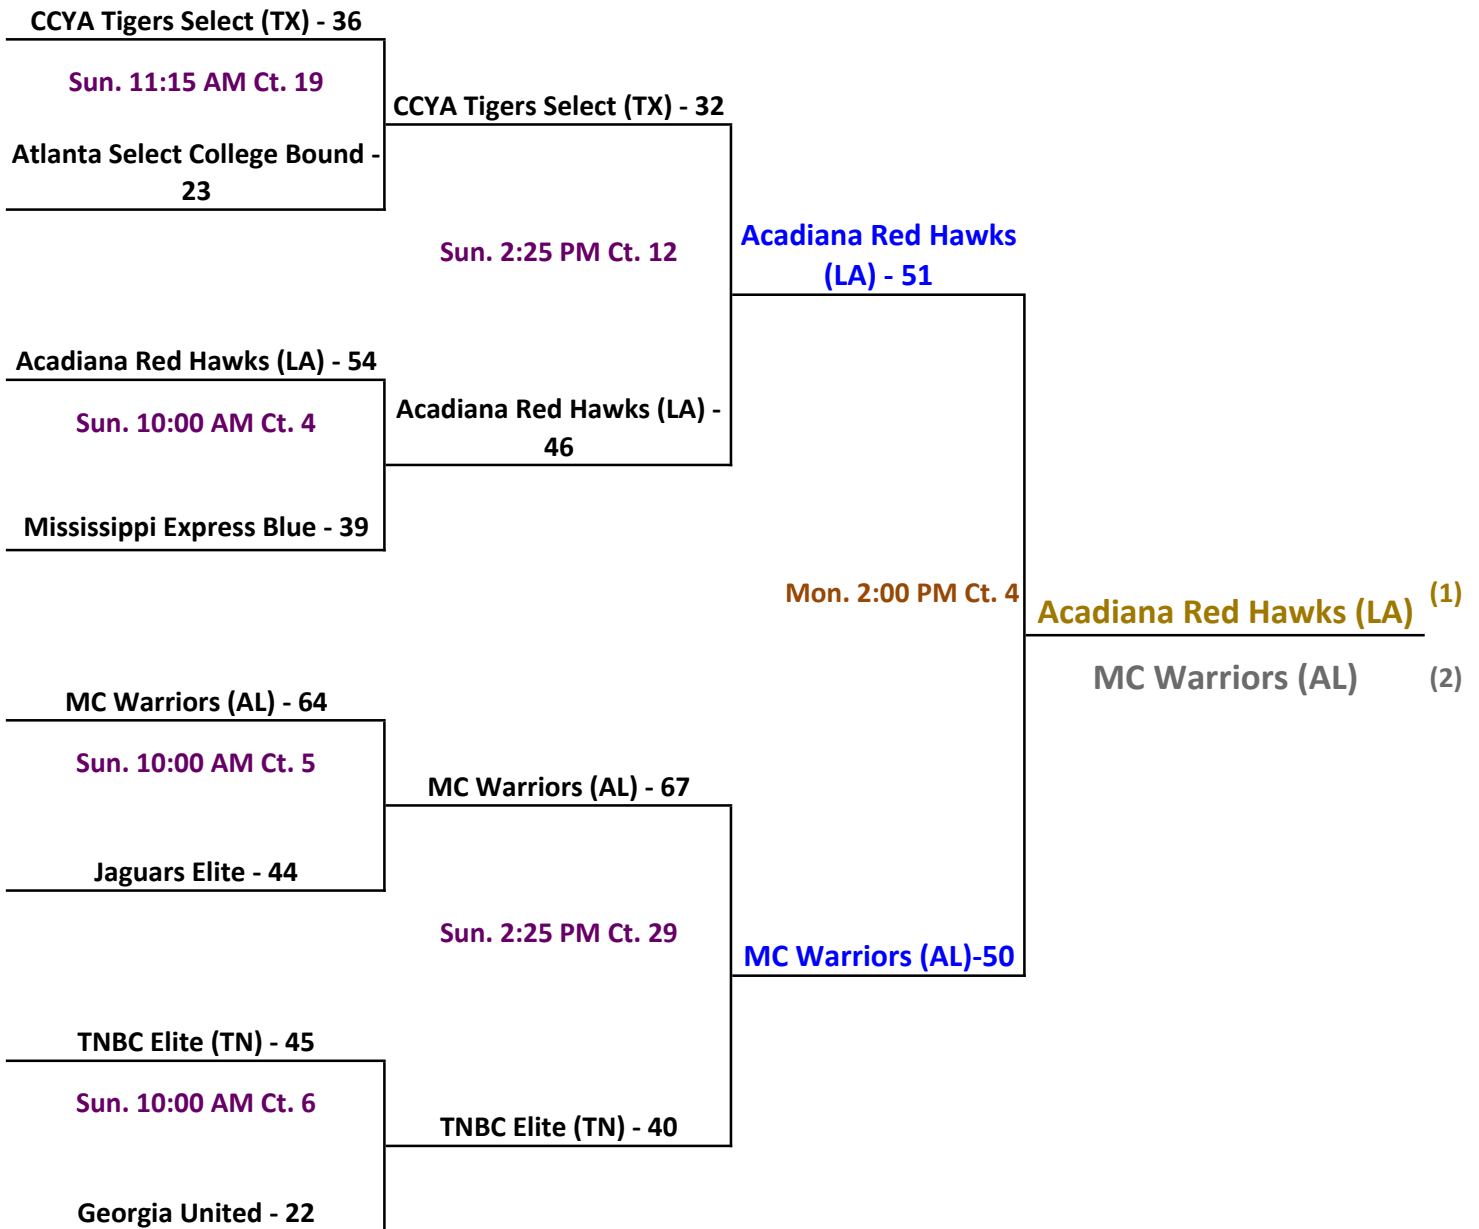 CCYA Tigers Select (TX) - 36
Sun. 11:15 AM Ct. 19
CCYA Tigers Select (TX) - 32
Atlanta Select College Bound -
23
Acadiana Red Hawks
(LA) - 51
Sun. 2:25 PM Ct. 12
Acadiana Red Hawks (LA) - 54
Sun. 10:00 AM Ct. 4
Acadiana Red Hawks (LA) -
46
Mississippi Express Blue - 39
Mon. 2:00 PM Ct. 4
Acadiana Red Hawks (LA)
(1)
MC Warriors (AL)
(2)
MC Warriors (AL) - 64
Sun. 10:00 AM Ct. 5
MC Warriors (AL) - 67
Jaguars Elite - 44
Sun. 2:25 PM Ct. 29
MC Warriors (AL)-50
TNBC Elite (TN) - 45
Sun. 10:00 AM Ct. 6
TNBC Elite (TN) - 40
Georgia United - 22